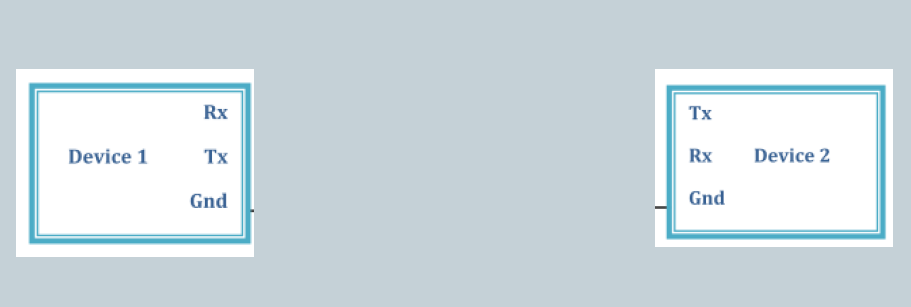 Rx
Device 1 Tx
Gnd
Tx
Rx Device 2
Gnd